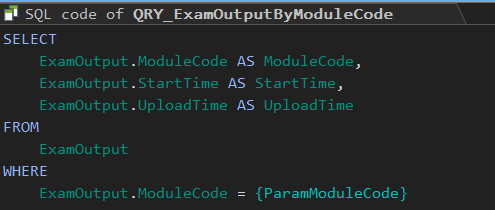 SQL code of QRY_ExamOutputByModuleCode
SELECT
ExamOutput.ModuleCode AS ModuleCode,
ExamOutput.StartTime AS StartTime,
ExamOutput.UploadTime AS UploadTime
FROM
ExamOutput
WHERE
ExamOutput.ModuleCode = {ParamModuleCode}